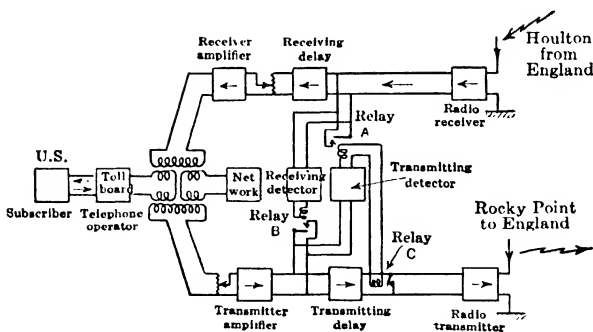 Receiver
amplifier
Receiving
delay
Houlton
from
England
Relay
A
Radio
receiver
U.S.
Toll
board
Net
work
Receiving
detector
Transmitting
detector
Subscriber
Telephone
operator
Relay
B
Rocky Point
to England
Relay
C
Transmitter
amplifier
Transmitting
delay
Radio
transmitter